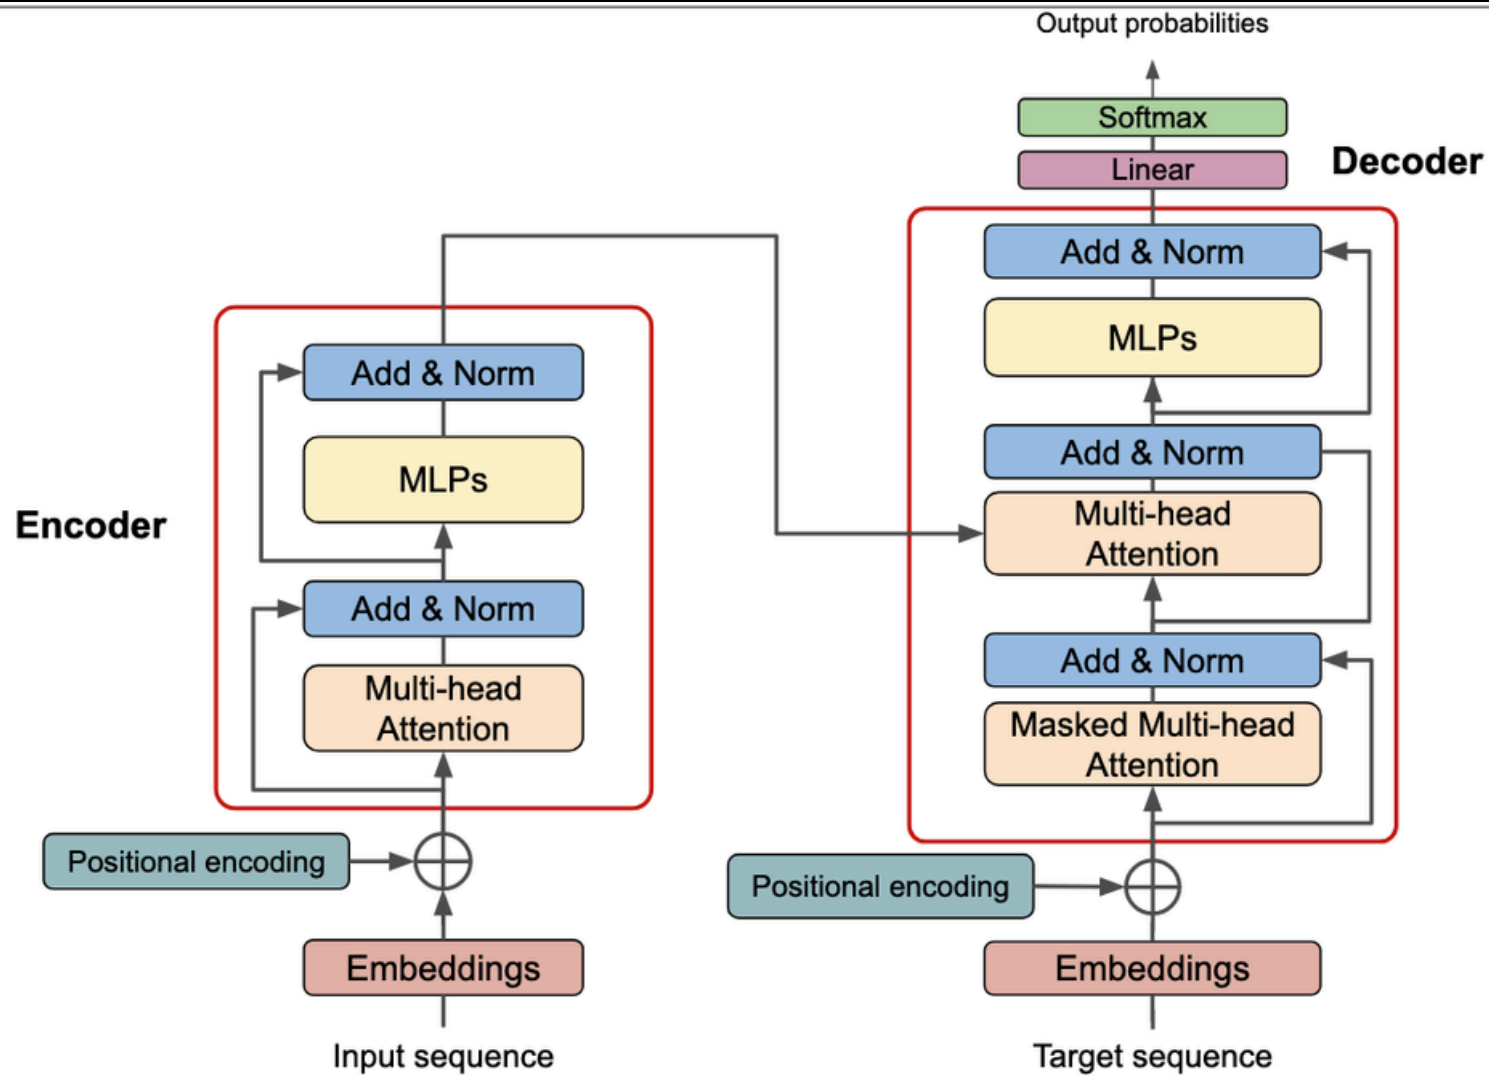 Output probabilities
Softmax
Linear
Decoder
Add & Norm
MLPs
Add & Norm
Multi-head
Attention
Add & Norm
Masked Multi-head
Attention
Positional encoding
Embeddings
Target sequence
Encoder
Add & Norm
MLPs
Add & Norm
Multi-head
Attention
Positional encoding
Embeddings
Input sequence